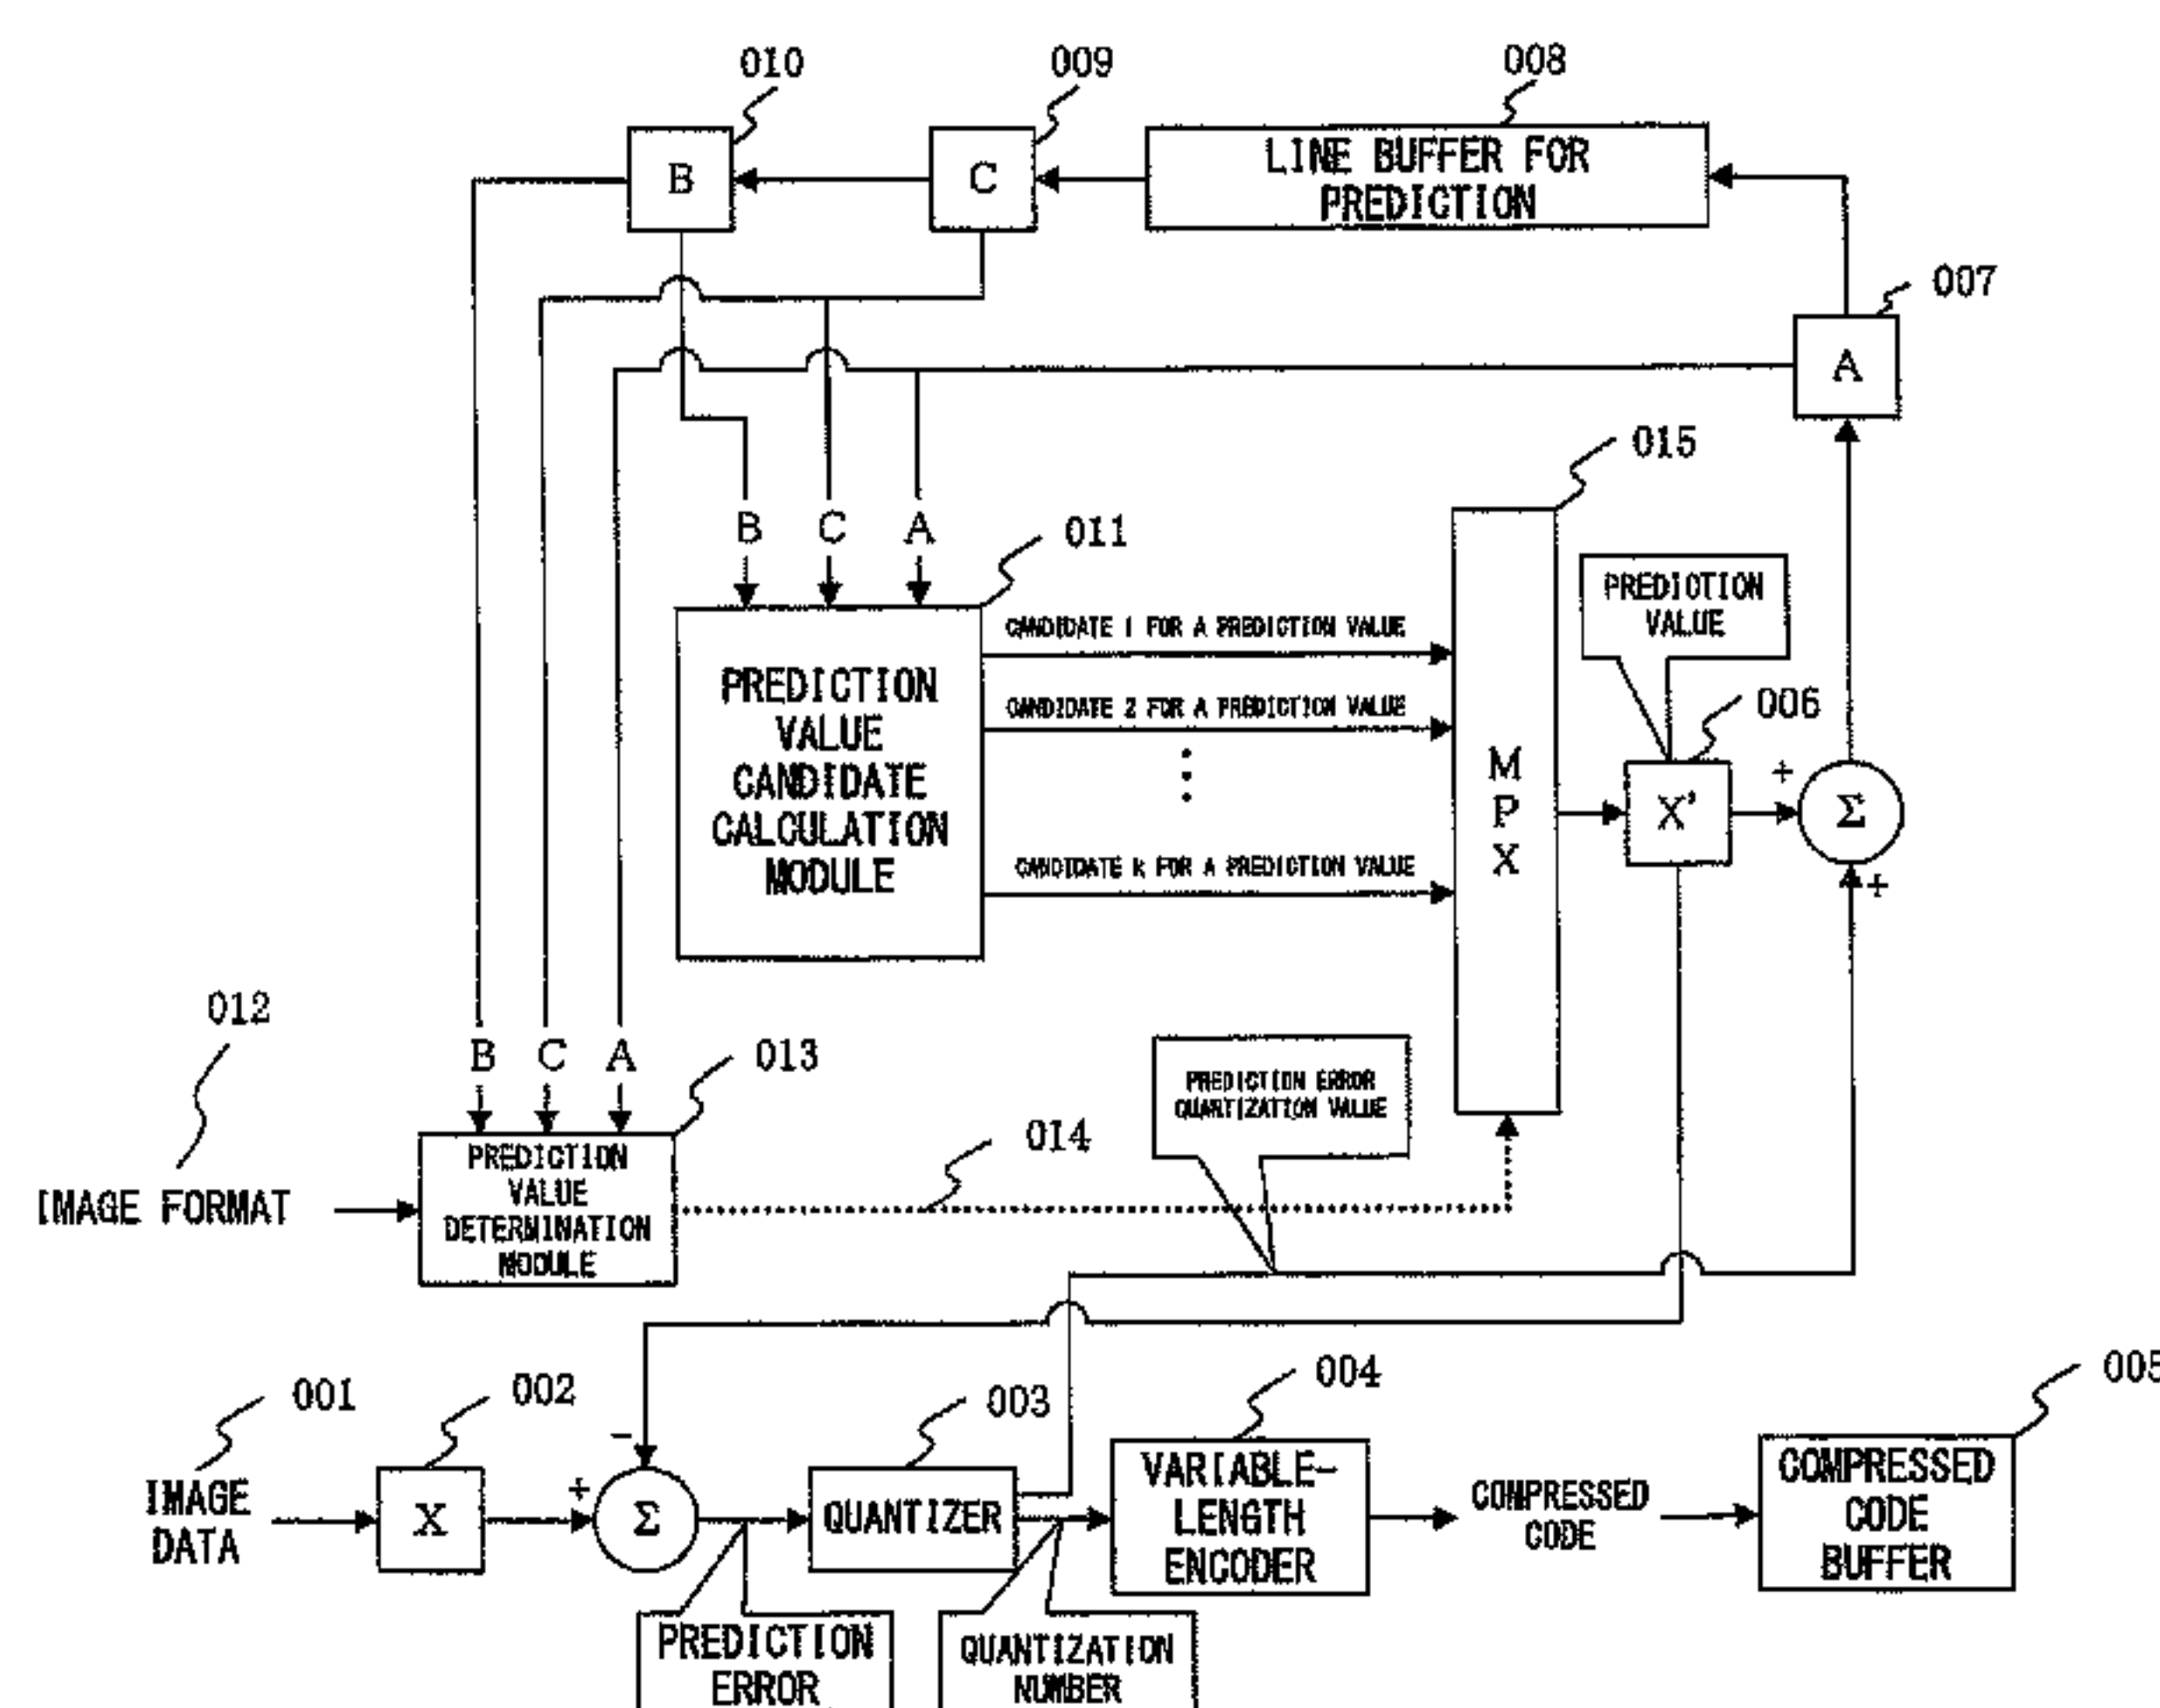 010
009
008
B
C
LINE BUFFER FOR
PREDICTION
007
A
015
B
C
A
011
PREDICTION
VALUE
CANDIDATE 1 FOR A PREDICTION VALUE
PREDICTION
VALUE
CANDIDATE
CALCULATION
MODULE
CANDIDATE 2 FOR A PREDICTION VALUE
006
M
P
X
X'
+
Σ
+
CANDIDATE k FOR A PREDICTION VALUE
012
B
C
A
013
PREDICTION ERROR
QUANTIZATION VALUE
014
IMAGE FORMAT
PREDICTION
VALUE
DETERMINATION
MODULE
001
002
003
004
005
IMAGE
DATA
X
+
−
Σ
QUANTIZER
VARIABLE-
LENGTH
ENCODER
COMPRESSED
CODE
COMPRESSED
CODE
BUFFER
PREDICTION
ERROR
QUANTIZATION
NUMBER